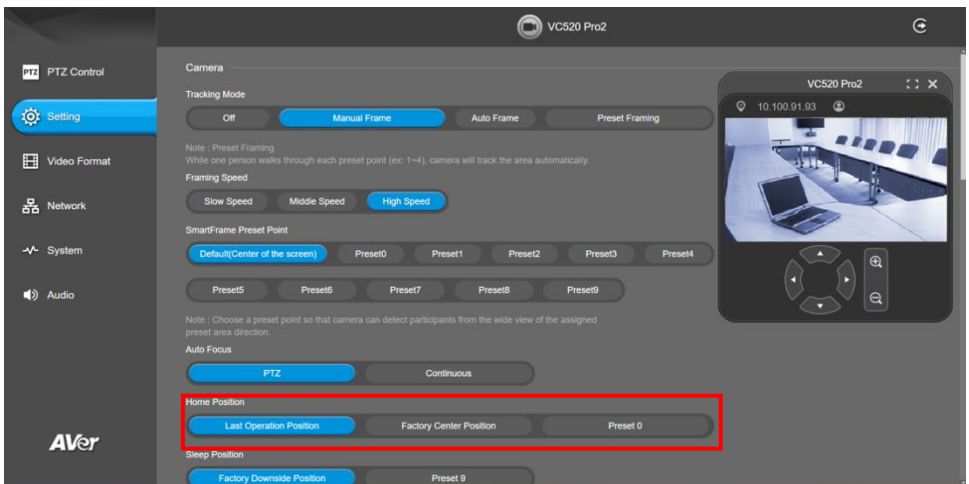 VC520 Pro2
PTZ PTZ Control
Setting
Video Format
Network
System
Audio
AVer
Camera
Tracking Mode
Off Manual Frame Auto Frame Preset Framing
Note : Preset Framing
While one person walks through each preset point (ex: 1~4), camera will track the area automatically.
Framing Speed
Slow Speed Middle Speed High Speed
SmartFrame Preset Point
Default(Center of the screen) Preset0 Preset1 Preset2 Preset3 Preset4
Preset5 Preset6 Preset7 Preset8 Preset9
Note : Choose a preset point so that camera can detect participants from the wide view of the assigned
preset area direction.
Auto Focus
PTZ Continuous
Home Position
Last Operation Position Factory Center Position Preset 0
Sleep Position
Factory Downside Position Preset 9
VC520 Pro2
10.100.91.93